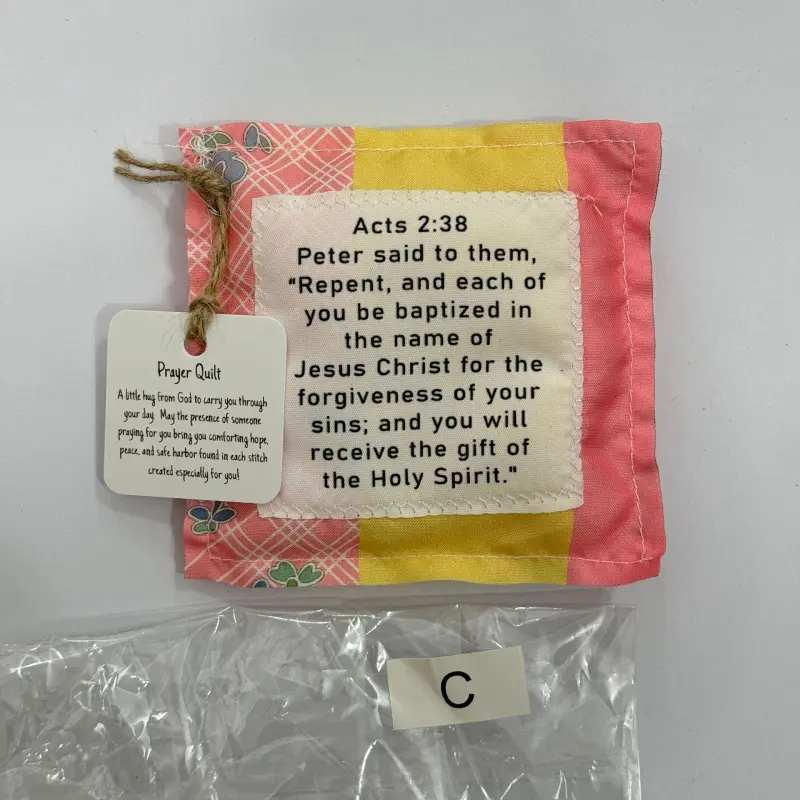 Acts 2:38
Peter said to them,
"Repent, and each of
you be baptized in
the name of
Jesus Christ for the
forgiveness of your
sins; and you will
receive the gift of
the Holy Spirit."
Prayer Quilt
A little hug from God to carry you through
your day. May the presence of someone
praying for you bring you comforting hope,
peace, and safe harbor found in each stitch
created especially for you!
C